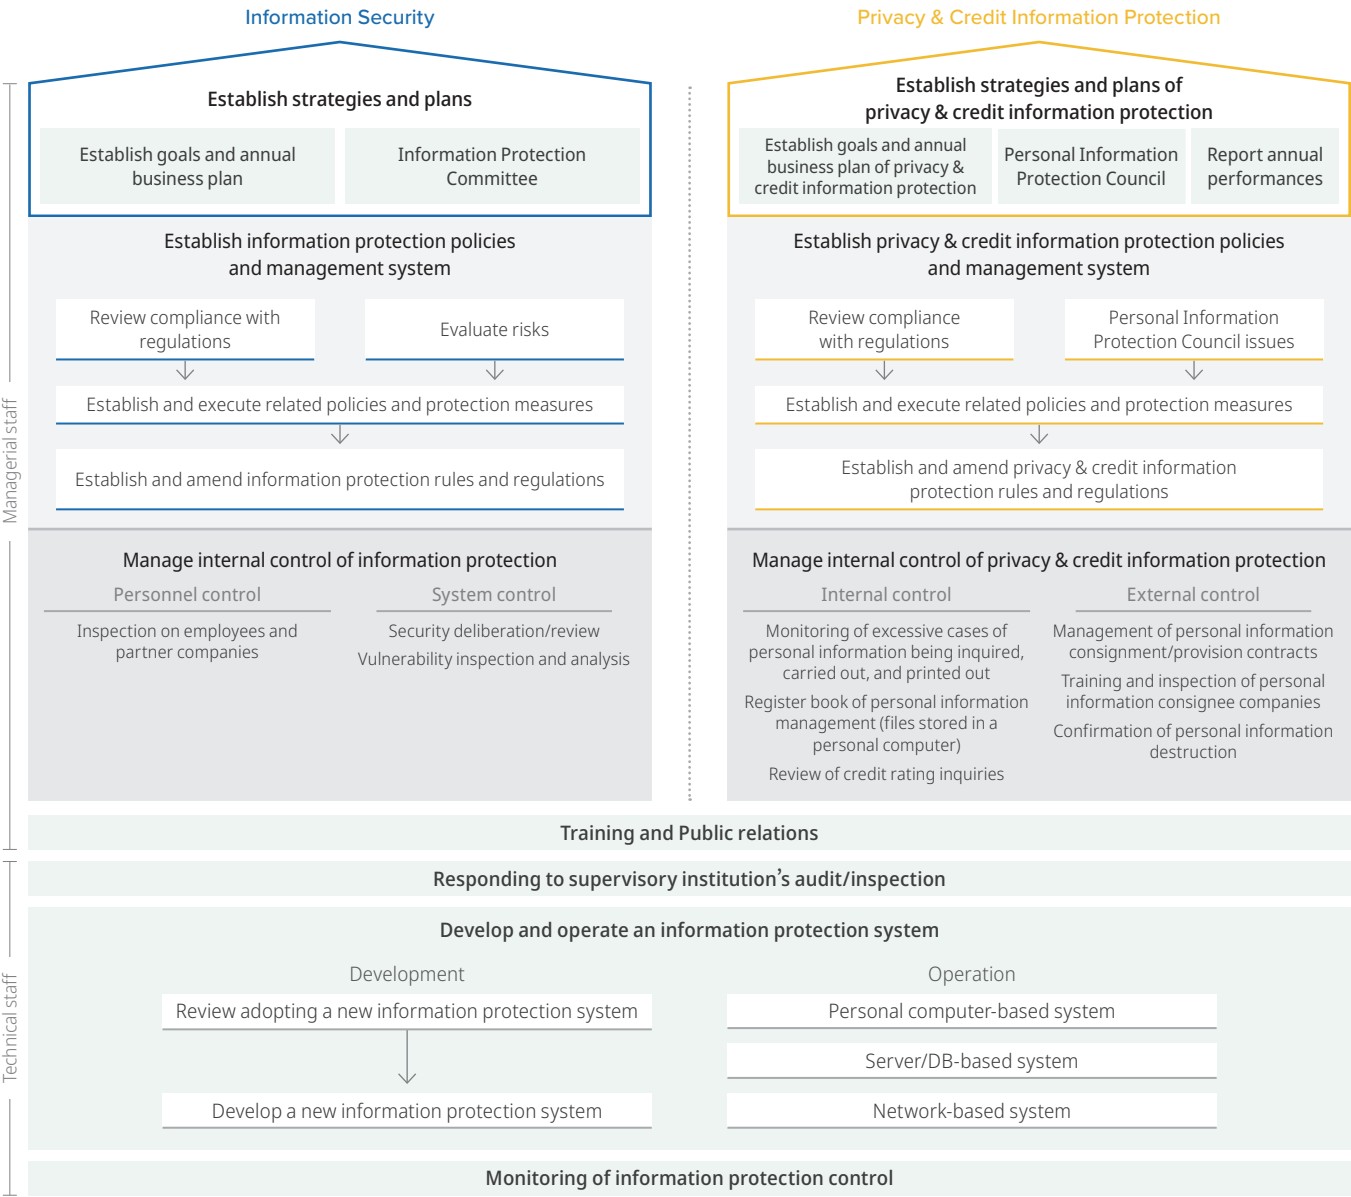 Information Security
Establish strategies and plans
Establish goals and annual
business plan
Information Protection
Committee
Establish information protection policies
and management system
Review compliance with
regulations
Evaluate risks
Establish and execute related policies and protection measures
Establish and amend information protection rules and regulations
Manage internal control of information protection
Personnel control
Inspection on employees and
partner companies
System control
Security deliberation/review
Vulnerability inspection and analysis
Privacy & Credit Information Protection
Establish strategies and plans of
privacy & credit information protection
Establish goals and annual
business plan of privacy &
credit information protection
Personal Information
Protection Council
Report annual
performances
Establish privacy & credit information protection policies
and management system
Review compliance
with regulations
Personal Information
Protection Council issues
Establish and execute related policies and protection measures
Establish and amend privacy & credit information
protection rules and regulations
Manage internal control of privacy & credit information protection
Internal control
Monitoring of excessive cases of
personal information being inquired,
carried out, and printed out
Register book of personal information
management (files stored in a
personal computer)
Review of credit rating inquiries
External control
Management of personal information
consignment/provision contracts
Training and inspection of personal
information consignee companies
Confirmation of personal information
destruction
Managerial staff
Training and Public relations
Responding to supervisory institution's audit/inspection
Develop and operate an information protection system
Development
Review adopting a new information protection system
Develop a new information protection system
Operation
Personal computer-based system
Server/DB-based system
Network-based system
Technical staff
Monitoring of information protection control